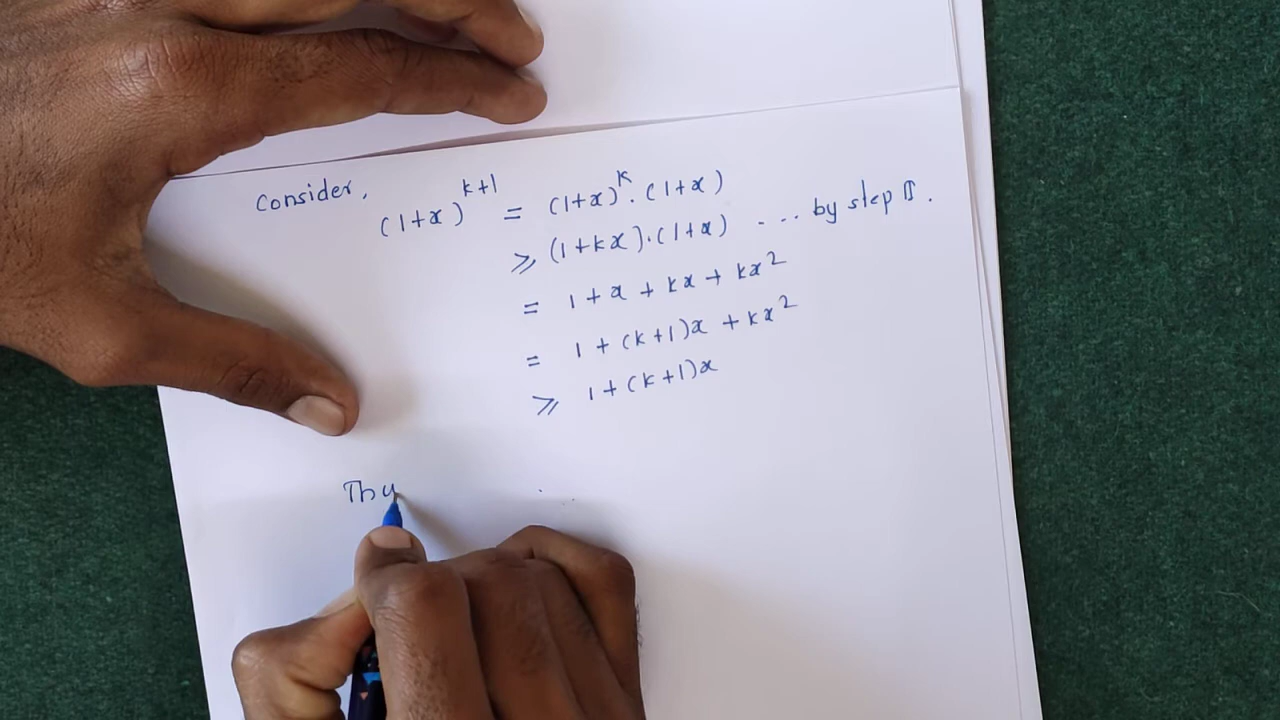 Consider,
(1+x)^{k+1} = (1+x)^k . (1+x)
⩾ (1+kx).(1+x) ... by step II.
= 1 + x + kx + kx^2
= 1 + (k+1)x + kx^2
⩾ 1+(k+1)x
Thu